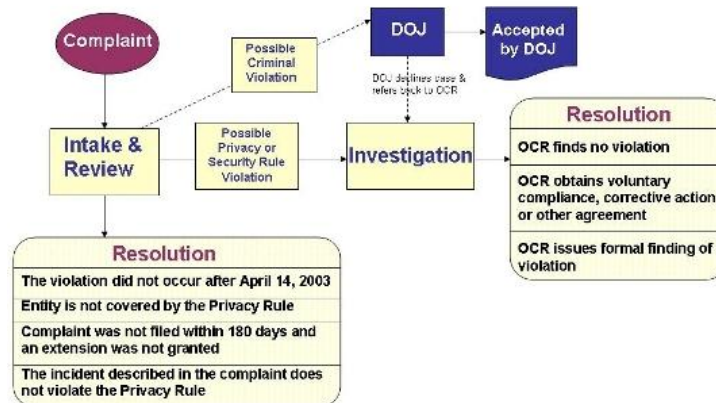 Complaint
Possible
Criminal
Violation
DOJ
Accepted
by DOJ
DOJ declines case &
refers back to OCR
Intake &
Review
Possible
Privacy or
Security Rule
Violation
Investigation
Resolution
OCR finds no violation
OCR obtains voluntary
compliance, corrective action
or other agreement
OCR issues formal finding of
violation
Resolution
The violation did not occur after April 14, 2003
Entity is not covered by the Privacy Rule
Complaint was not filed within 180 days and
an extension was not granted
The incident described in the complaint does
not violate the Privacy Rule